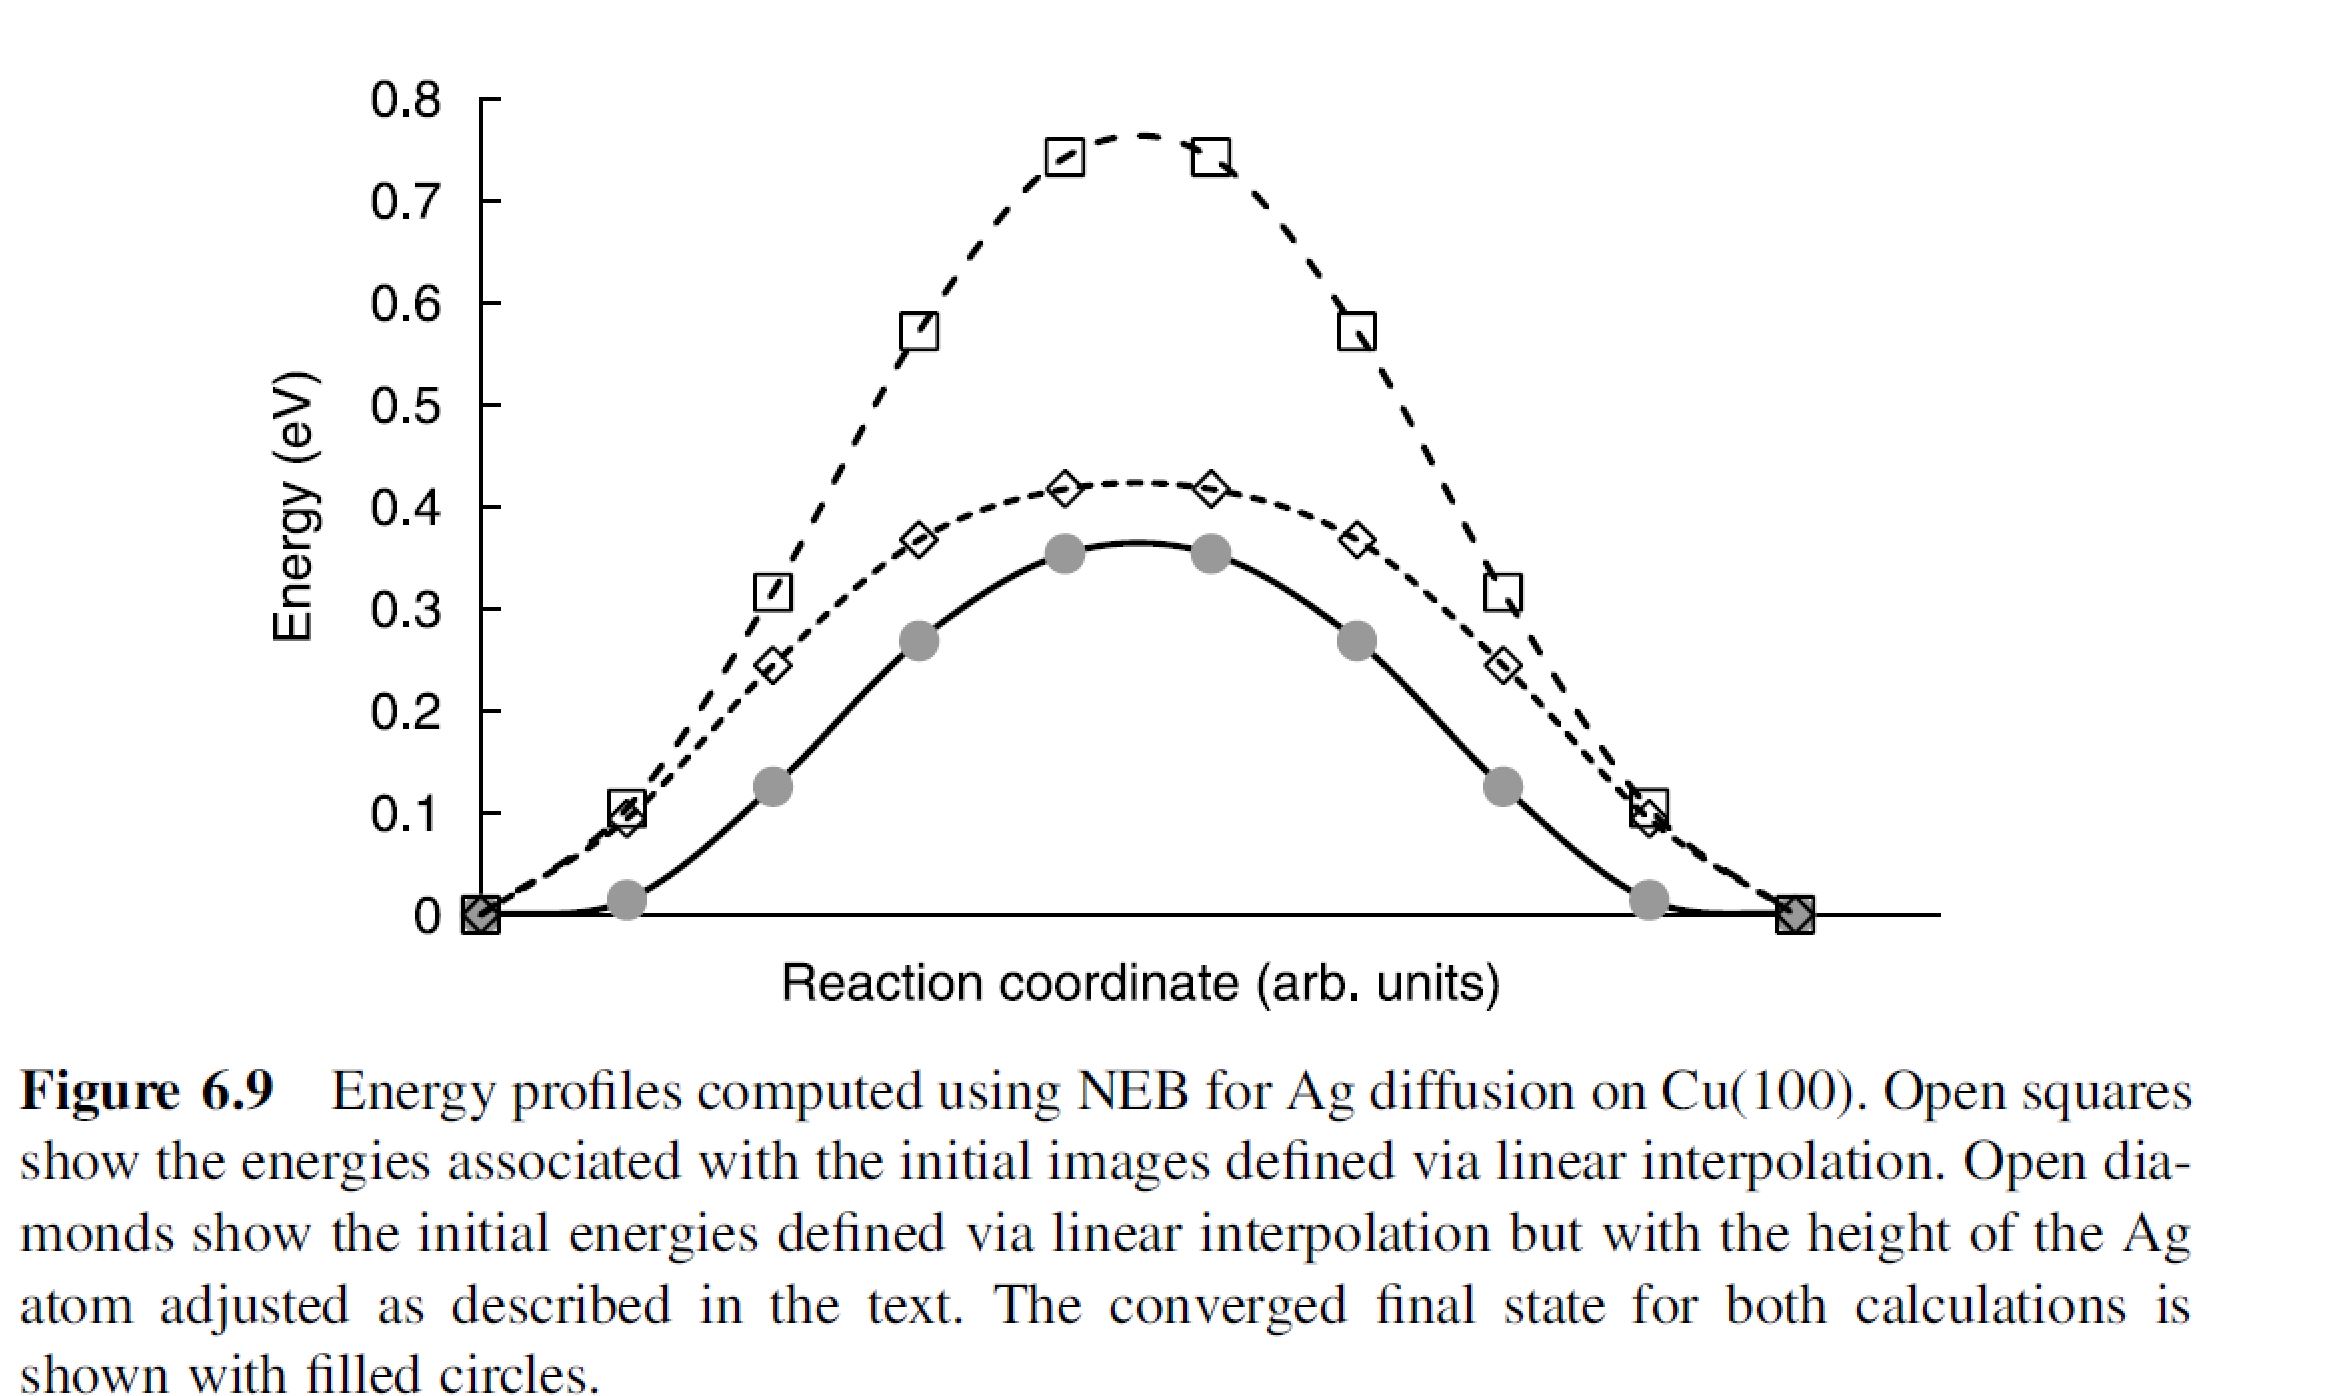 0.8
0.7
0.6
0.5
0.4
0.3
0.2
0.1
0
Energy (eV)
Reaction coordinate (arb. units)
Figure 6.9 Energy profiles computed using NEB for Ag diffusion on Cu(100). Open squares
show the energies associated with the initial images defined via linear interpolation. Open dia-
monds show the initial energies defined via linear interpolation but with the height of the Ag
atom adjusted as described in the text. The converged final state for both calculations is
shown with filled circles.